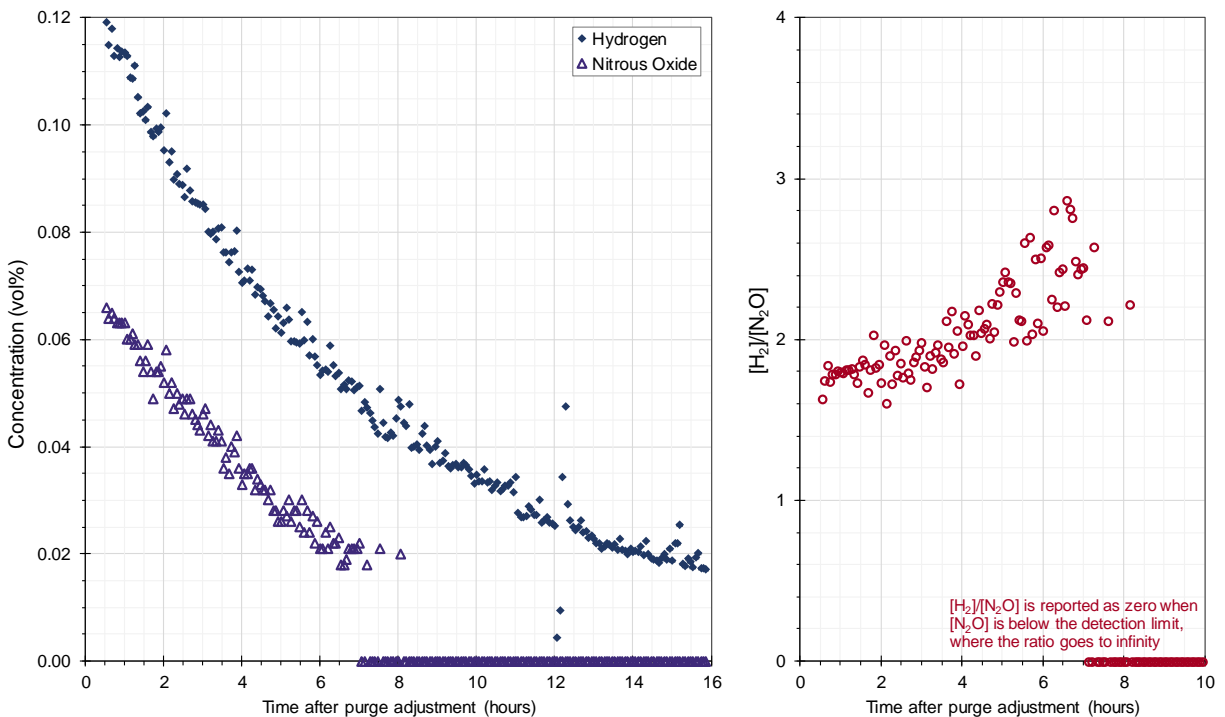 0.12
0.10
0.08
0.06
0.04
0.02
0.00
Concentration (vol%)
Hydrogen
Nitrous Oxide
0 2 4 6 8 10 12 14 16
Time after purge adjustment (hours)
4
3
2
1
0
[H₂]/[N₂O]
[H₂]/[N₂O] is reported as zero when
[N₂O] is below the detection limit,
where the ratio goes to infinity
0 2 4 6 8 10
Time after purge adjustment (hours)